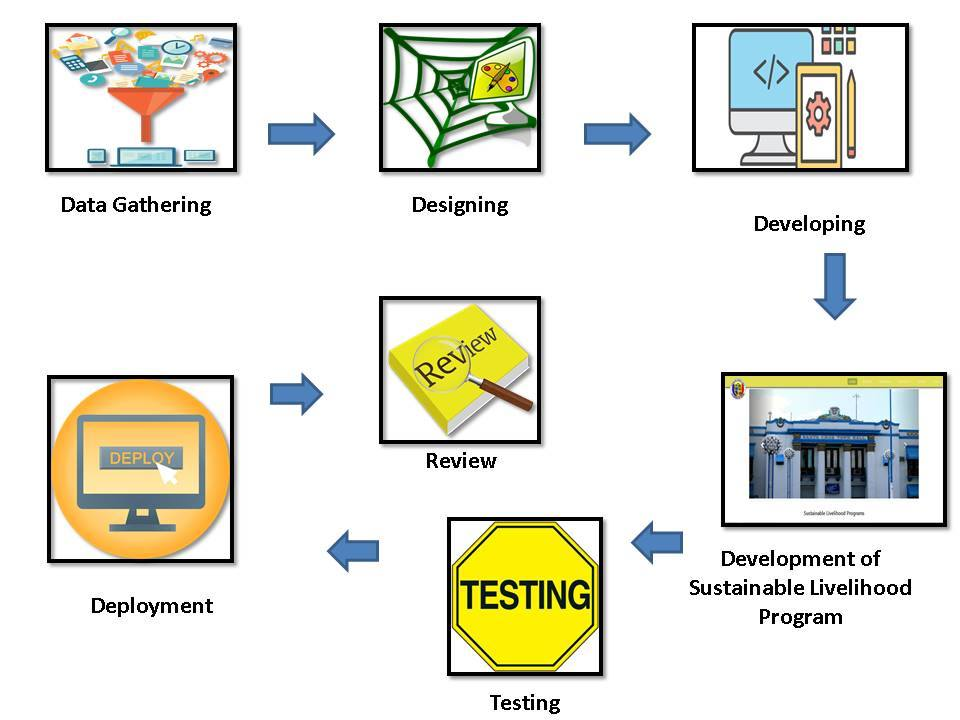 Data Gathering
Designing
</>
Developing
Sustainable Livelihood Programs
Development of
Sustainable Livelihood
Program
TESTING
Testing
DEPLOY
Deployment
Review
Review